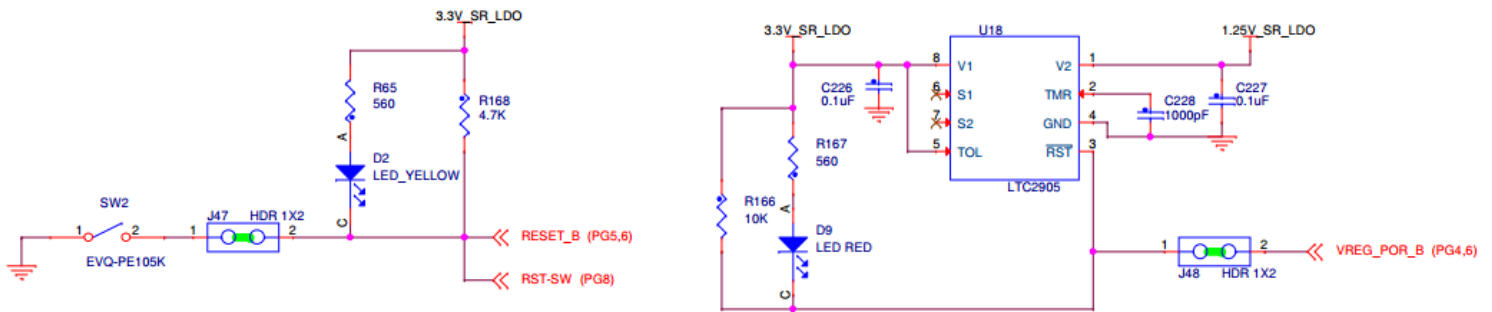 3.3V_SR_LDO
R65
560
R168
4.7K
A
D2
LED_YELLOW
C
SW2
1
2
EVQ-PE105K
J47
HDR 1X2
1
2
RESET_B (PG5,6)
RST-SW (PG8)
3.3V_SR_LDO
U18
1.25V_SR_LDO
C226
0.1uF
8
V1
V2
1
6
S1
TMR
2
7
S2
GND
4
5
TOL
RST
3
LTC2905
C228
1000pF
C227
0.1uF
R167
560
R166
10K
A
D9
LED RED
C
1
2
J48
HDR 1X2
VREG_POR_B (PG4,6)